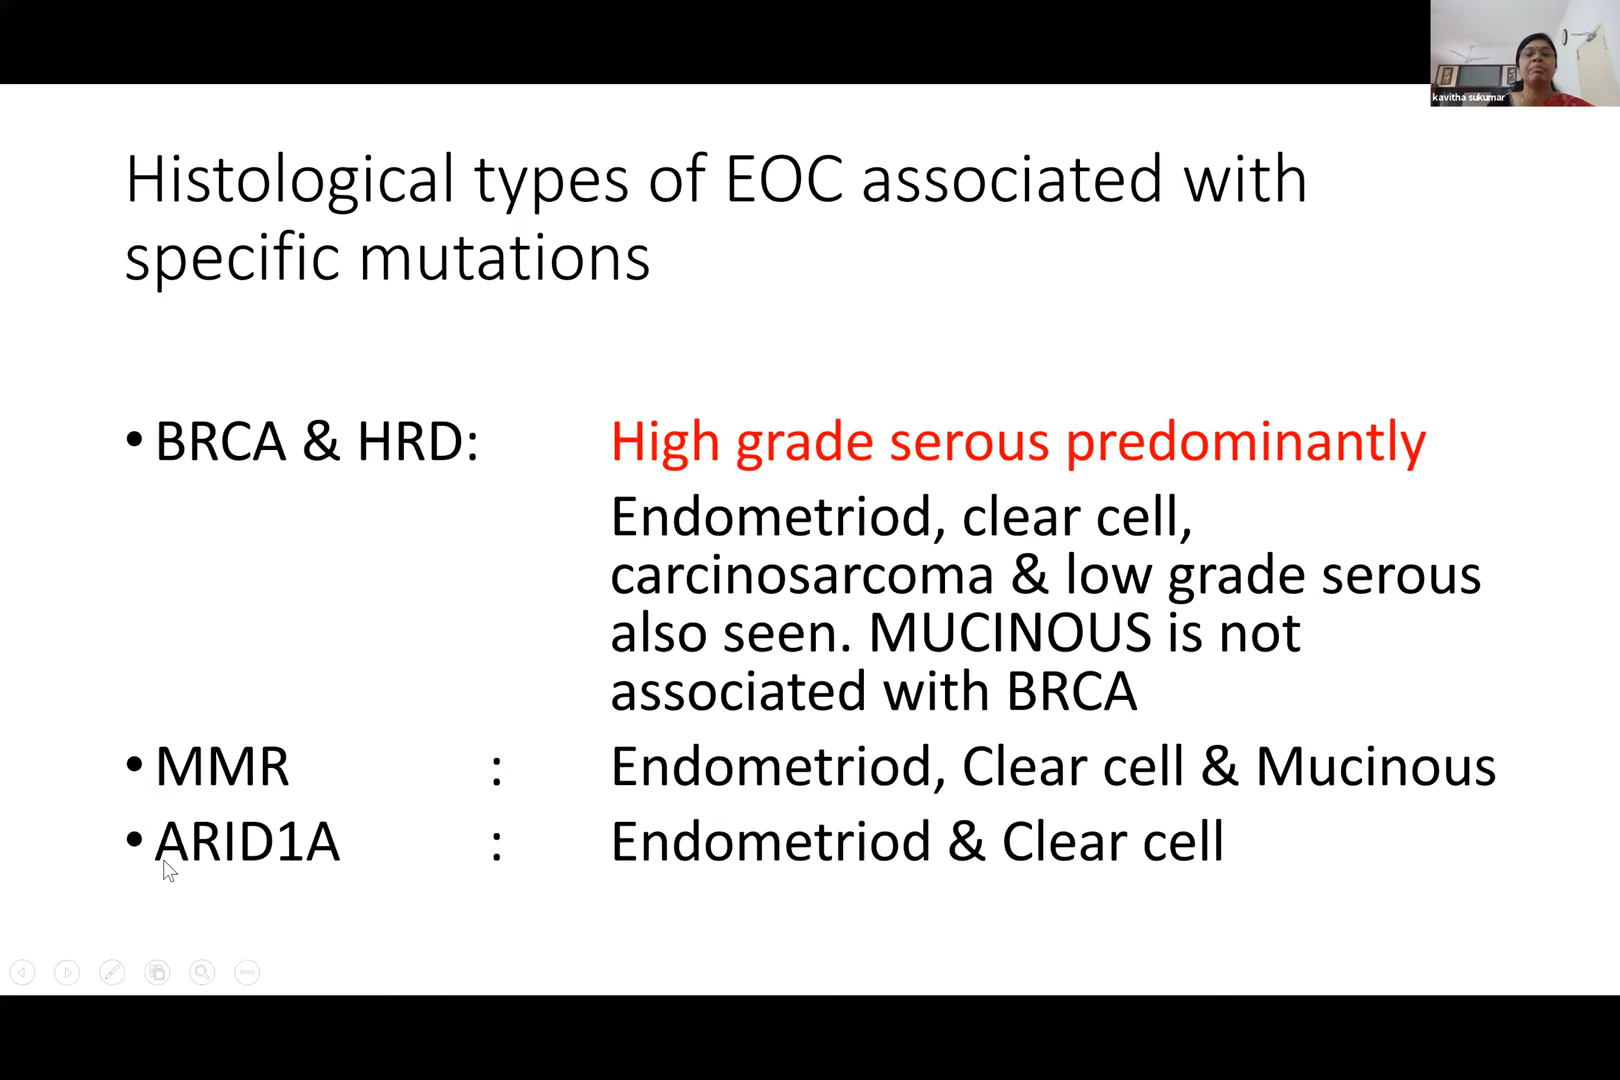 kavitha sukumar
Histological types of EOC associated with
specific mutations
• BRCA & HRD: High grade serous predominantly
Endometriod, clear cell,
carcinosarcoma & low grade serous
also seen. MUCINOUS is not
associated with BRCA
• MMR : Endometriod, Clear cell & Mucinous
• ARID1A : Endometriod & Clear cell